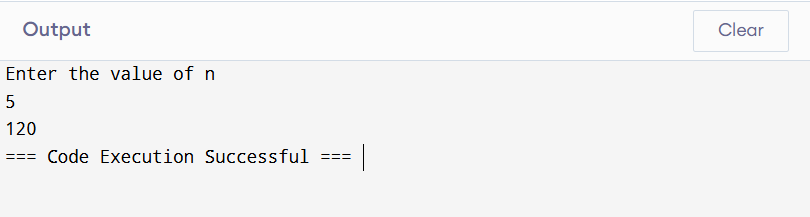 Output
Clear
Enter the value of n
5
120
=== Code Execution Successful ===